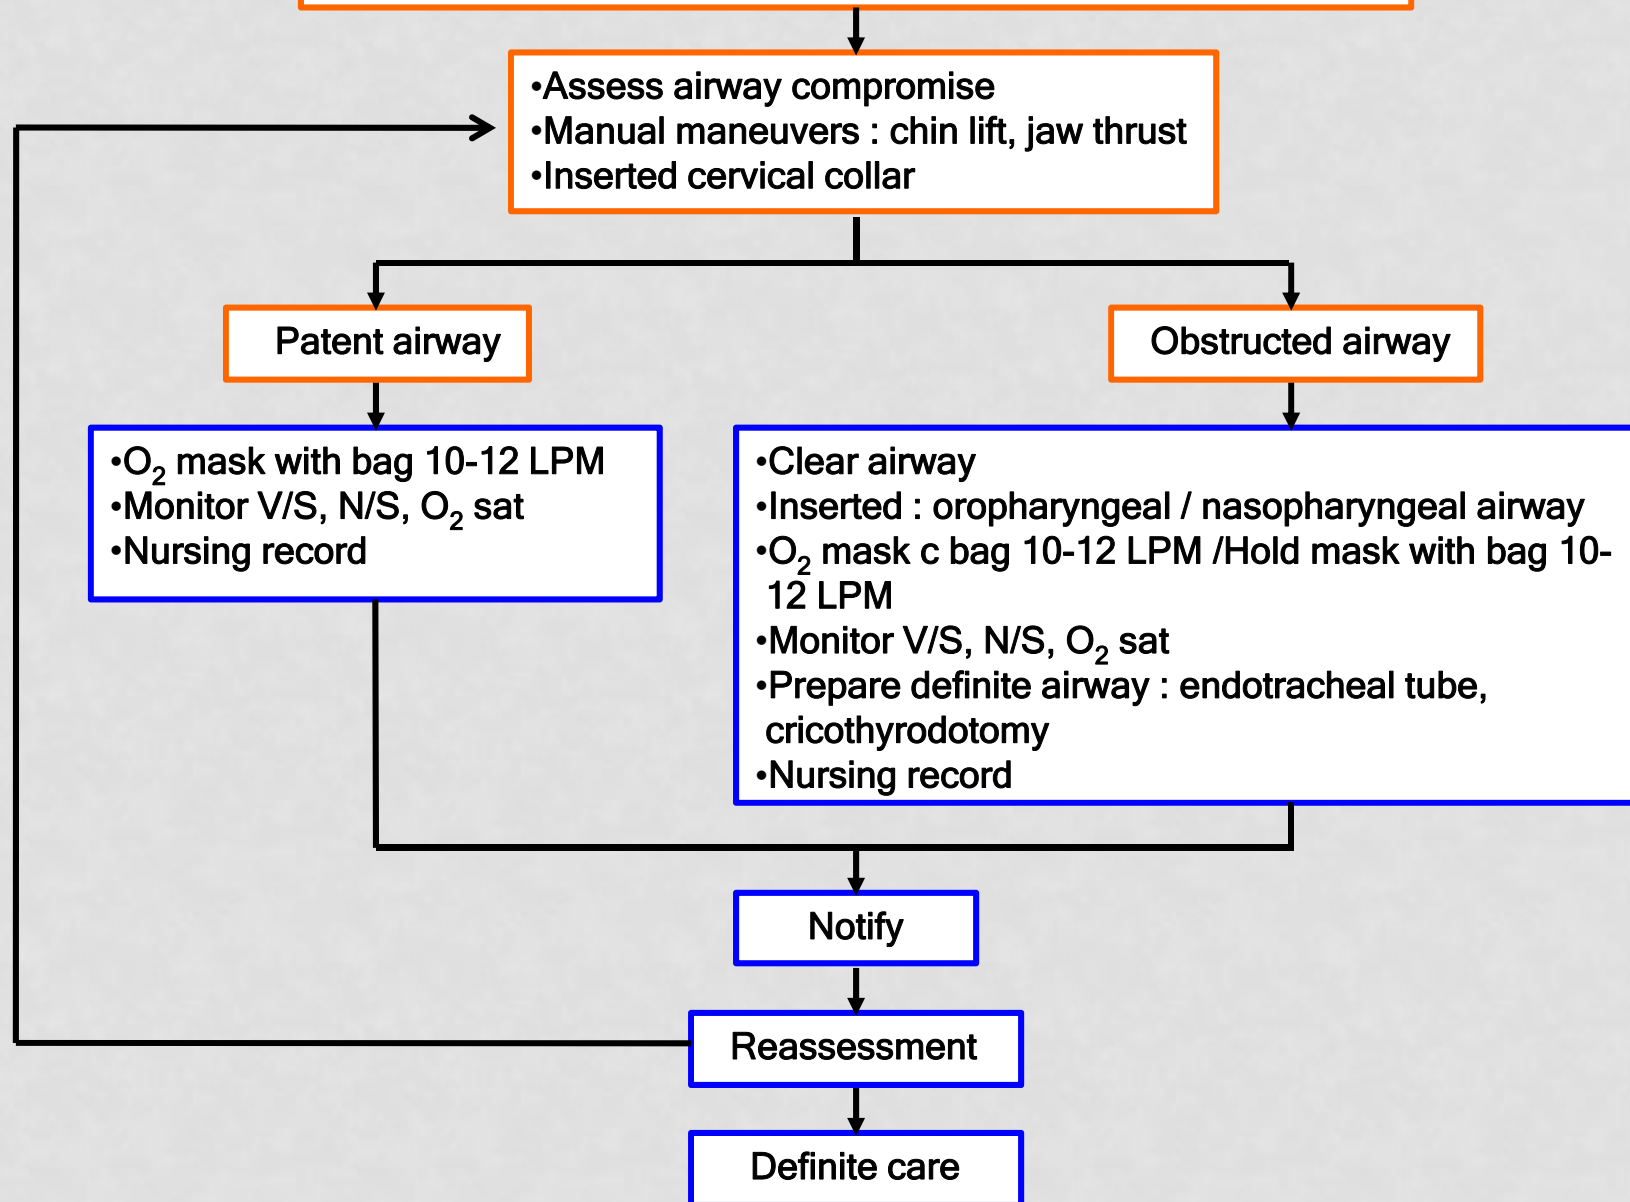 •Assess airway compromise
•Manual maneuvers : chin lift, jaw thrust
•Inserted cervical collar
Patent airway
Obstructed airway
•O₂ mask with bag 10-12 LPM
•Monitor V/S, N/S, O₂ sat
•Nursing record
•Clear airway
•Inserted : oropharyngeal / nasopharyngeal airway
•O₂ mask c bag 10-12 LPM /Hold mask with bag 10-
12 LPM
•Monitor V/S, N/S, O₂ sat
•Prepare definite airway : endotracheal tube,
cricothyrodotomy
•Nursing record
Notify
Reassessment
Definite care